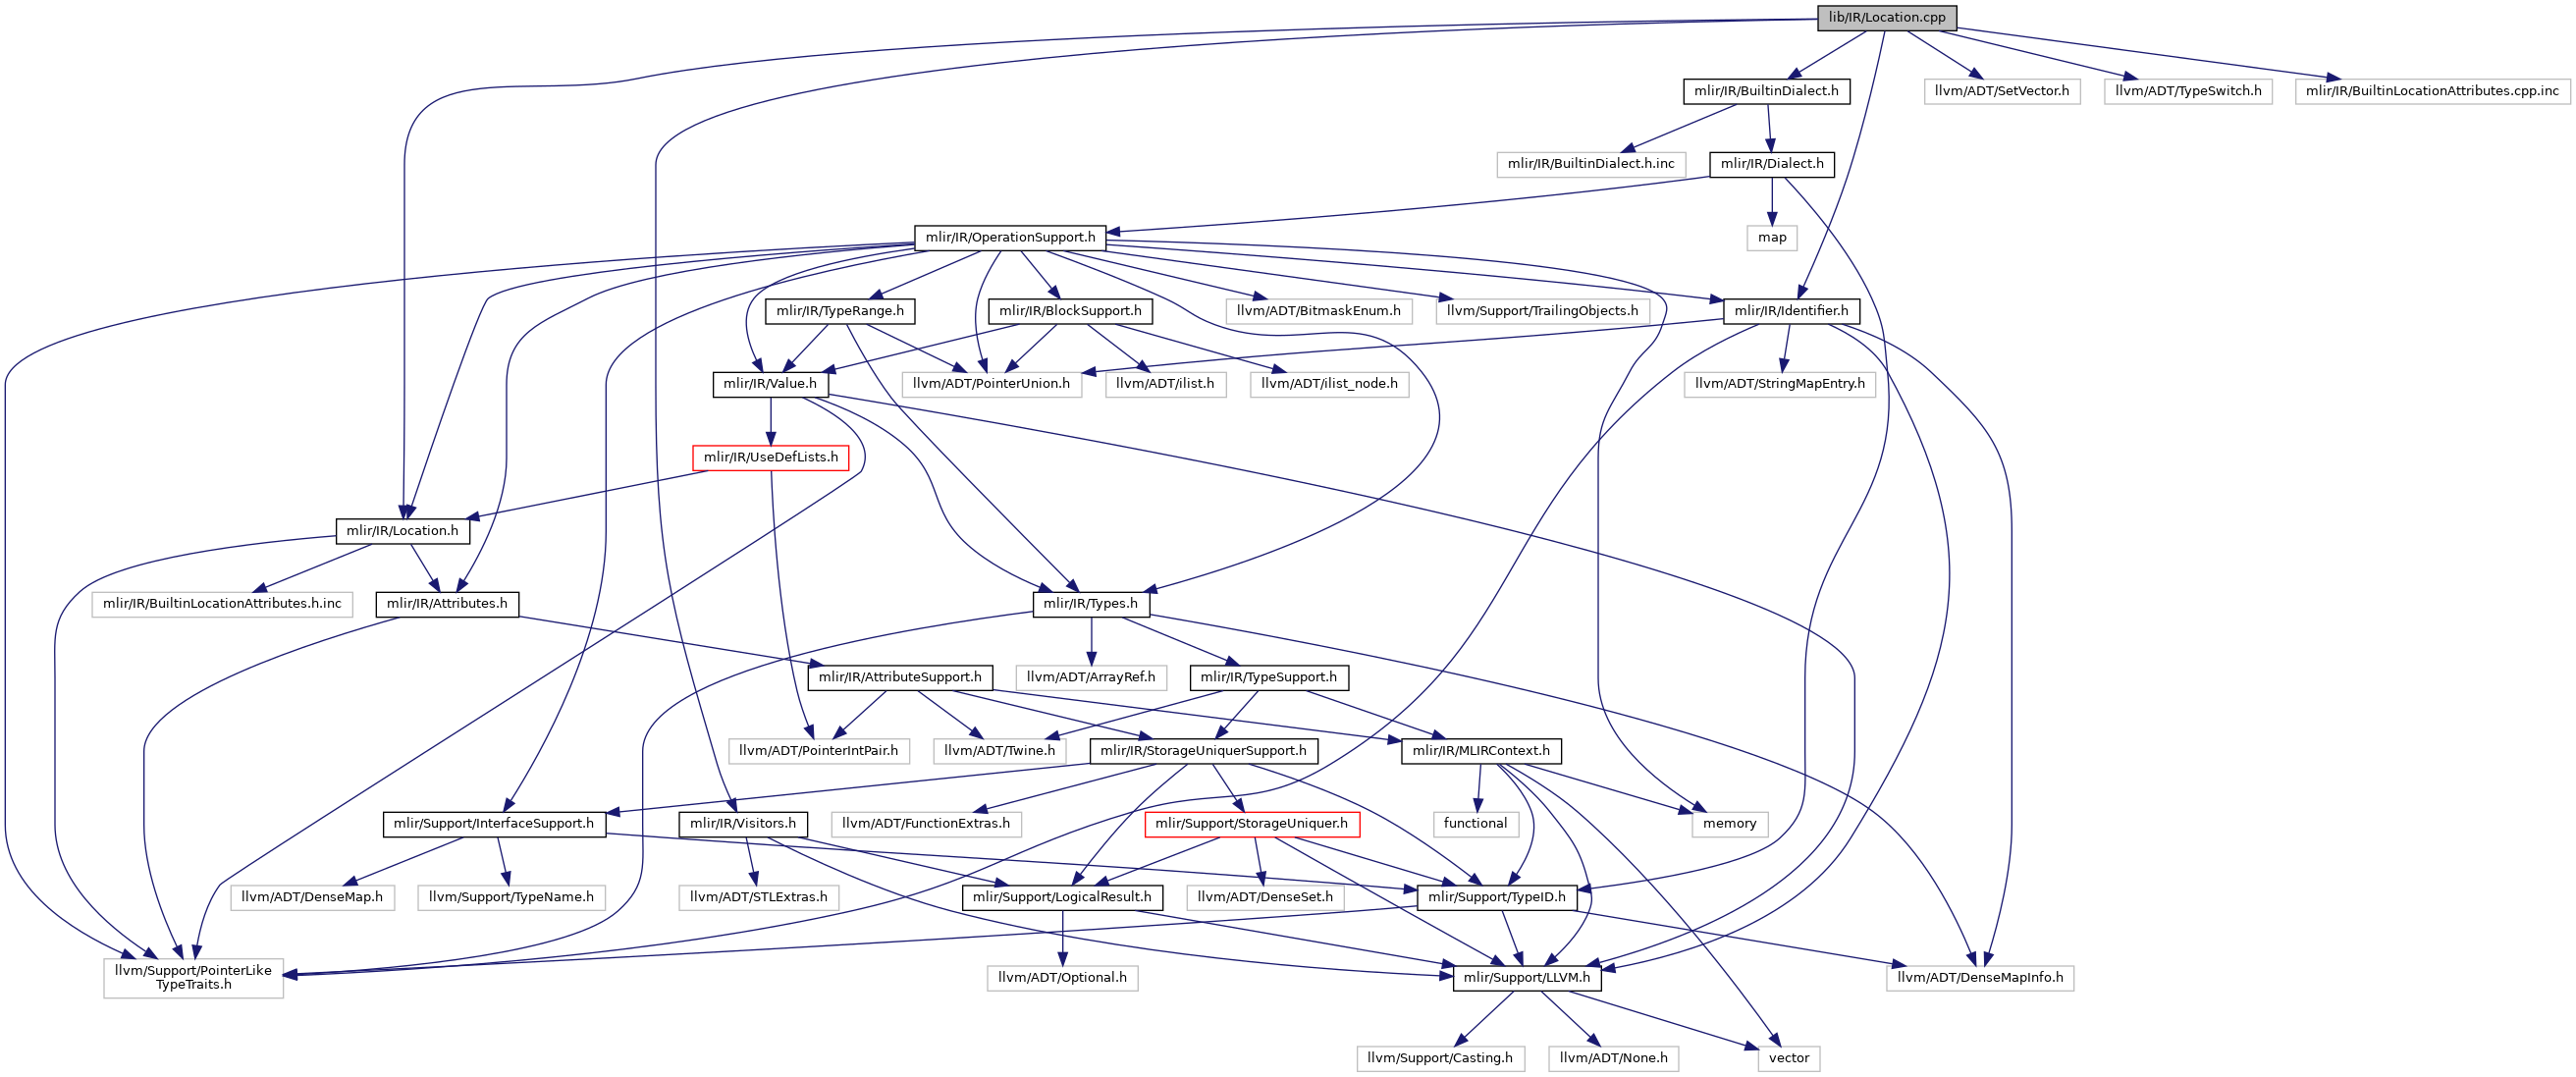 lib/IR/Location.cpp
mlir/IR/BuiltinDialect.h
llvm/ADT/SetVector.h
llvm/ADT/TypeSwitch.h
mlir/IR/BuiltinLocationAttributes.cpp.inc
mlir/IR/BuiltinDialect.h.inc
mlir/IR/Dialect.h
mlir/IR/OperationSupport.h
map
mlir/IR/TypeRange.h
mlir/IR/BlockSupport.h
llvm/ADT/BitmaskEnum.h
llvm/Support/TrailingObjects.h
mlir/IR/Identifier.h
mlir/IR/Value.h
llvm/ADT/PointerUnion.h
llvm/ADT/ilist.h
llvm/ADT/ilist_node.h
llvm/ADT/StringMapEntry.h
mlir/IR/UseDefLists.h
mlir/IR/Location.h
mlir/IR/BuiltinLocationAttributes.h.inc
mlir/IR/Attributes.h
mlir/IR/Types.h
mlir/IR/AttributeSupport.h
llvm/ADT/ArrayRef.h
mlir/IR/TypeSupport.h
llvm/ADT/PointerIntPair.h
llvm/ADT/Twine.h
mlir/IR/StorageUniquerSupport.h
mlir/IR/MLIRContext.h
mlir/Support/InterfaceSupport.h
mlir/IR/Visitors.h
llvm/ADT/FunctionExtras.h
mlir/Support/StorageUniquer.h
functional
memory
llvm/ADT/DenseMap.h
llvm/Support/TypeName.h
llvm/ADT/STLExtras.h
mlir/Support/LogicalResult.h
llvm/ADT/DenseSet.h
mlir/Support/TypeID.h
llvm/Support/PointerLike
TypeTraits.h
llvm/ADT/Optional.h
mlir/Support/LLVM.h
llvm/ADT/DenseMapInfo.h
llvm/Support/Casting.h
llvm/ADT/None.h
vector